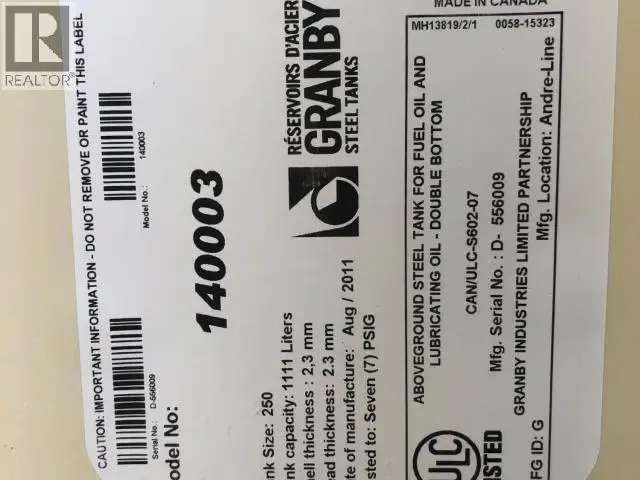 CAUTION: IMPORTANT INFORMATION - DO NOT REMOVE OR PAINT THIS LABEL
Serial No.: D-556009
Model No.: 140003
odel No:
140003
RÉSERVOIRS D'ACIER
GRANBY
STEEL TANKS
nk Size: 250
nk capacity: 1111 Liters
hell thickness : 2,3 mm
ead thickness: 2.3 mm
te of manufacture: Aug / 2011
sted to: Seven (7) PSIG
MADE IN CANADA
MH13819/2/1 0058-15323
ABOVEGROUND STEEL TANK FOR FUEL OIL AND
LUBRICATING OIL - DOUBLE BOTTOM
CAN/ULC-S602-07
Mfg. Serial No. : D- 556009
GRANBY INDUSTRIES LIMITED PARTNERSHIP
Mfg. Location: Andre-Line
ULC
ISTED
FG ID: G
R
REALTOR®